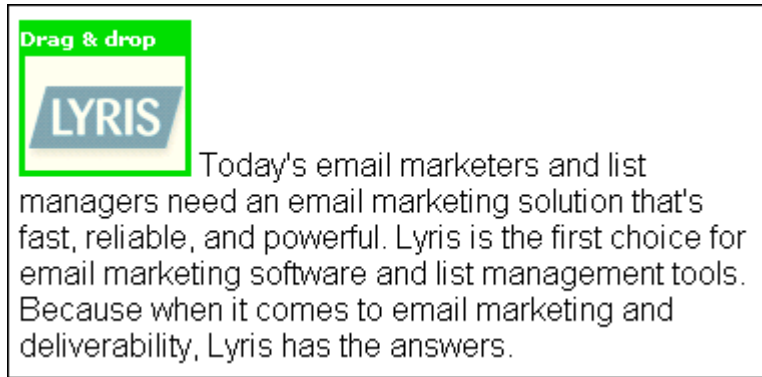 Drag & drop
LYRIS
Today's email marketers and list
managers need an email marketing solution that's
fast, reliable, and powerful. Lyris is the first choice for
email marketing software and list management tools.
Because when it comes to email marketing and
deliverability, Lyris has the answers.